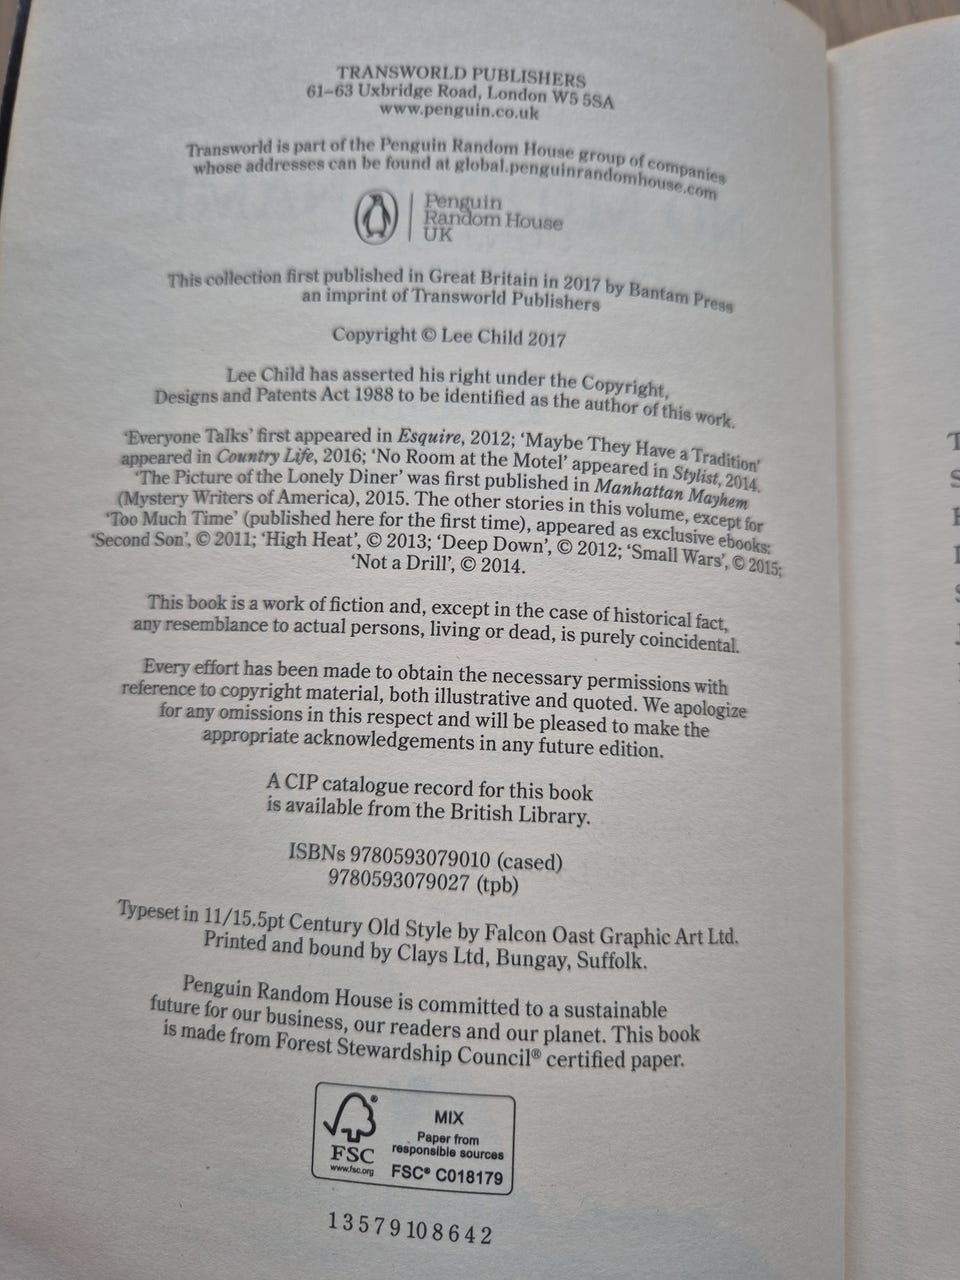 TRANSWORLD PUBLISHERS
61–63 Uxbridge Road, London W5 5SA
www.penguin.co.uk
Transworld is part of the Penguin Random House group of companies
whose addresses can be found at global.penguinrandomhouse.com
Penguin
Random House
UK
This collection first published in Great Britain in 2017 by Bantam Press
an imprint of Transworld Publishers
Copyright © Lee Child 2017
Lee Child has asserted his right under the Copyright,
Designs and Patents Act 1988 to be identified as the author of this work.
‘Everyone Talks’ first appeared in Esquire, 2012; ‘Maybe They Have a Tradition’
appeared in Country Life, 2016; ‘No Room at the Motel’ appeared in Stylist, 2014.
‘The Picture of the Lonely Diner’ was first published in Manhattan Mayhem
(Mystery Writers of America), 2015. The other stories in this volume, except for
‘Too Much Time’ (published here for the first time), appeared as exclusive ebooks:
‘Second Son’, © 2011; ‘High Heat’, © 2013; ‘Deep Down’, © 2012; ‘Small Wars’, © 2015;
‘Not a Drill’, © 2014.
This book is a work of fiction and, except in the case of historical fact,
any resemblance to actual persons, living or dead, is purely coincidental.
Every effort has been made to obtain the necessary permissions with
reference to copyright material, both illustrative and quoted. We apologize
for any omissions in this respect and will be pleased to make the
appropriate acknowledgements in any future edition.
A CIP catalogue record for this book
is available from the British Library.
ISBNs 9780593079010 (cased)
9780593079027 (tpb)
Typeset in 11/15.5pt Century Old Style by Falcon Oast Graphic Art Ltd.
Printed and bound by Clays Ltd, Bungay, Suffolk.
Penguin Random House is committed to a sustainable
future for our business, our readers and our planet. This book
is made from Forest Stewardship Council® certified paper.
®
FSC
www.fsc.org
MIX
Paper from
responsible sources
FSC® C018179
1 3 5 7 9 10 8 6 4 2